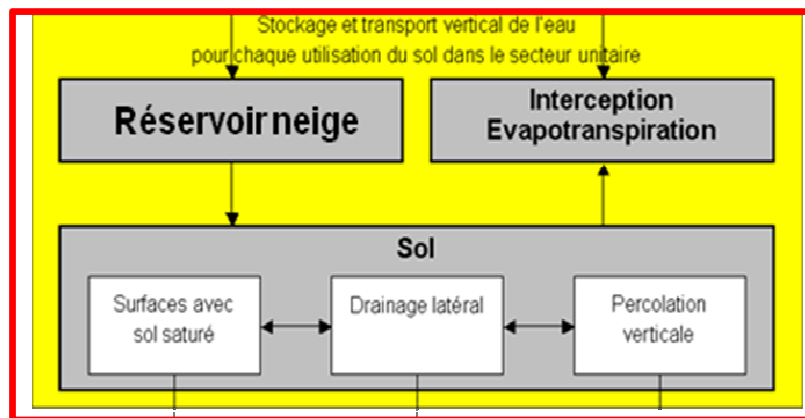 Stockage et transport vertical de l'eau
pour chaque utilisation du sol dans le secteur unitaire
Réservoir neige
Interception
Evapotranspiration
Sol
Surfaces avec
sol saturé
Drainage latéral
Percolation
verticale